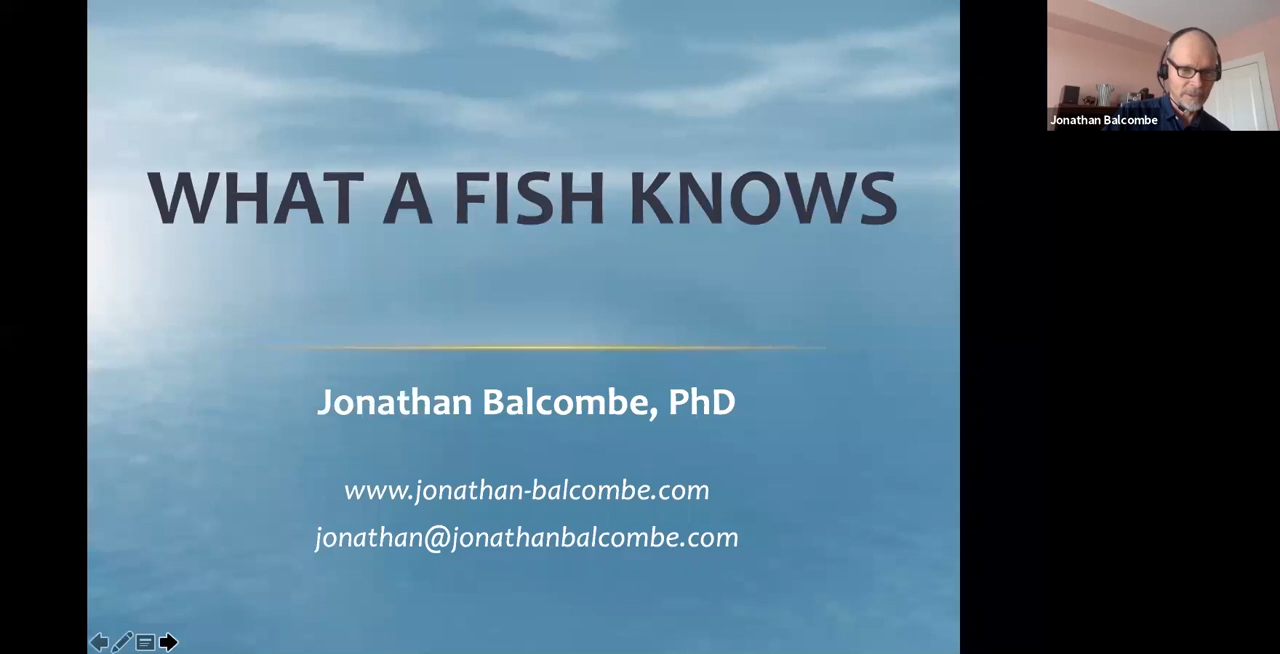 WHAT A FISH KNOWS
Jonathan Balcombe, PhD
www.jonathan-balcombe.com
jonathan@jonathanbalcombe.com
Jonathan Balcombe